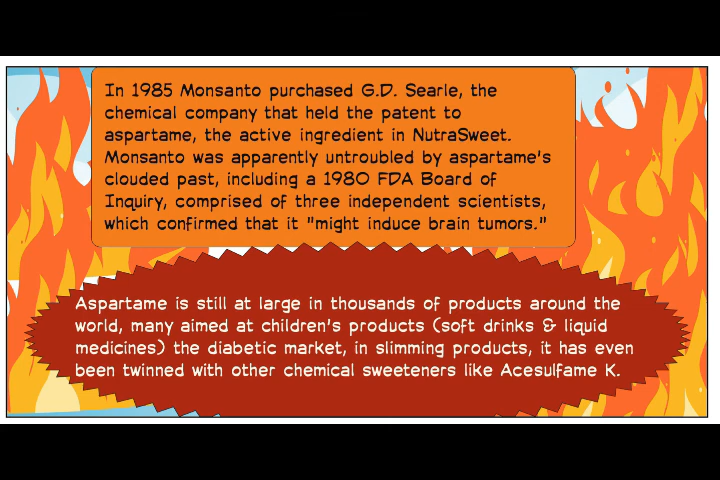 In 1985 Monsanto purchased G.D. Searle, the
chemical company that held the patent to
aspartame, the active ingredient in NutraSweet.
Monsanto was apparently untroubled by aspartame's
clouded past, including a 1980 FDA Board of
Inquiry, comprised of three independent scientists,
which confirmed that it "might induce brain tumors."
Aspartame is still at large in thousands of products around the
world, many aimed at children's products (soft drinks & liquid
medicines) the diabetic market, in slimming products, it has even
been twinned with other chemical sweeteners like Acesulfame K.